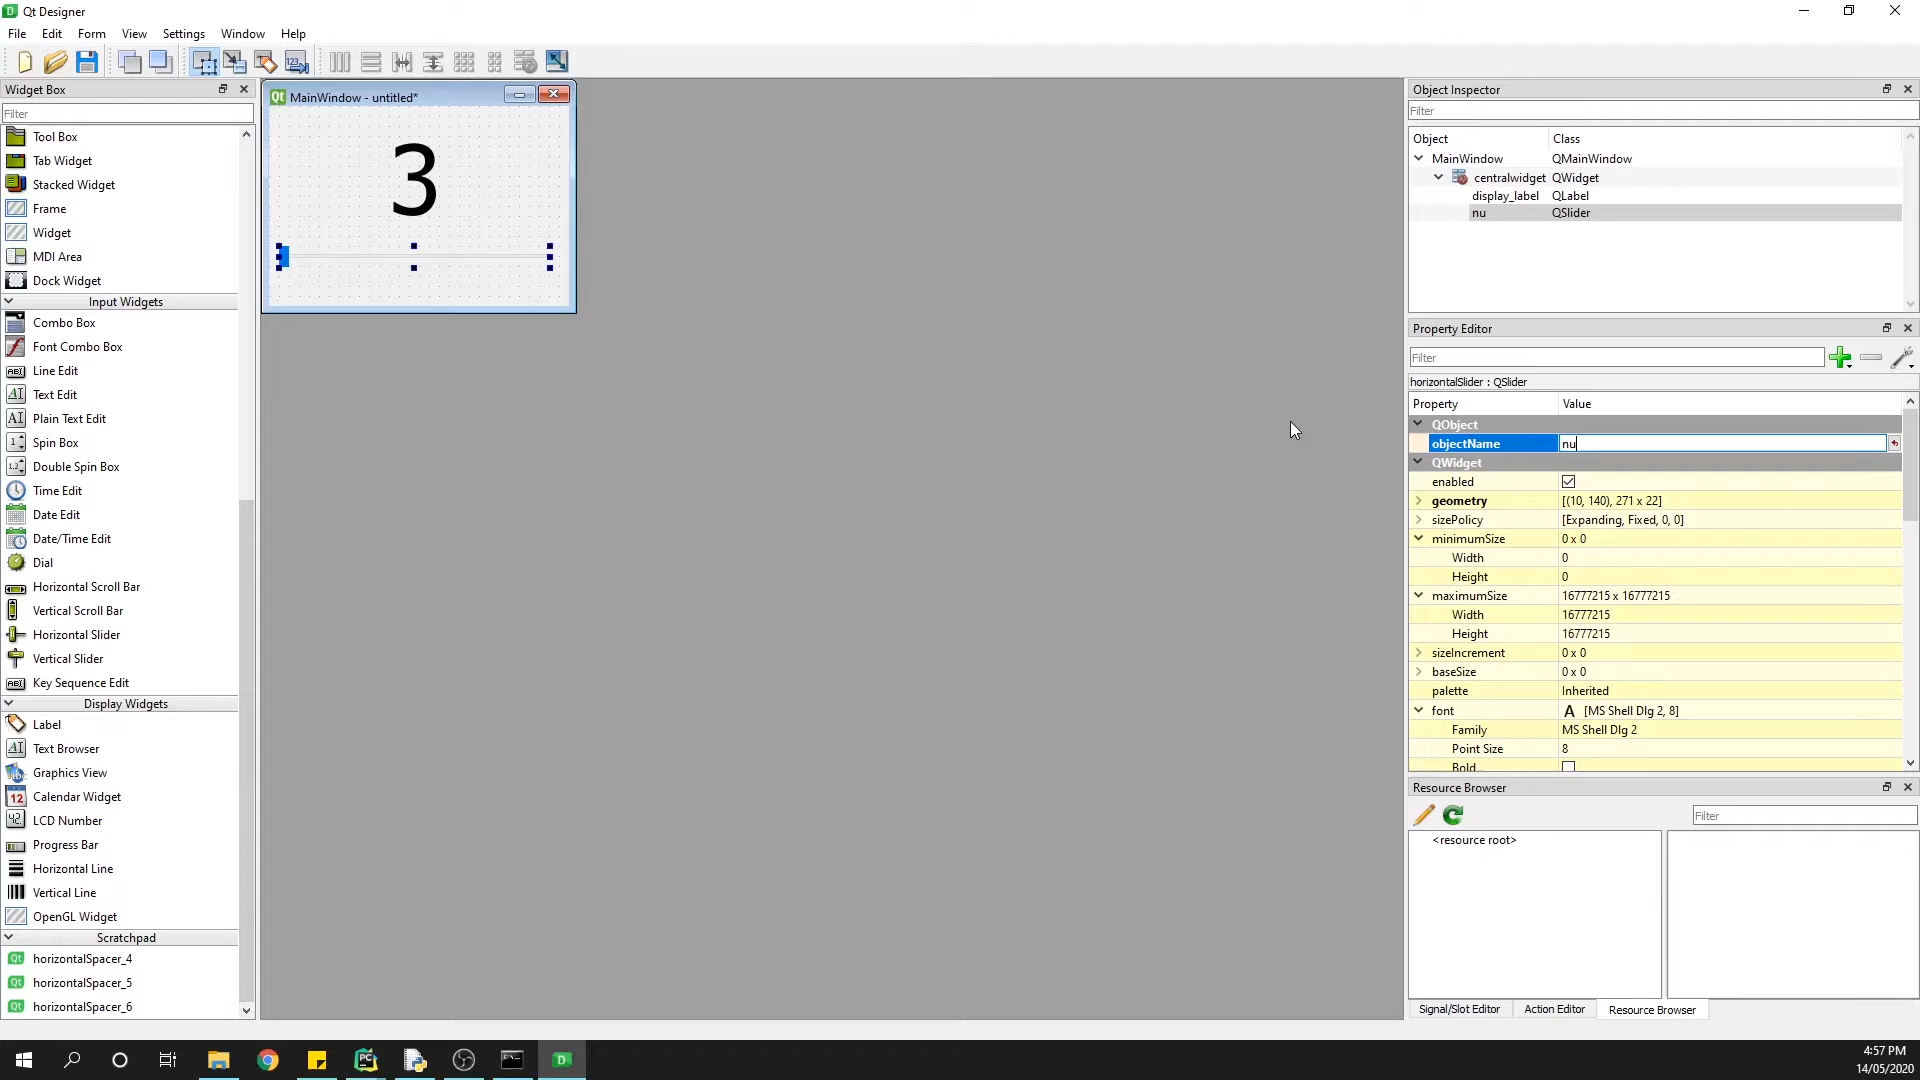 Qt Designer
File Edit Form View Settings Window Help
Widget Box
Filter
Tool Box
Tab Widget
Stacked Widget
Frame
Widget
MDI Area
Dock Widget
Input Widgets
Combo Box
Font Combo Box
Line Edit
Text Edit
Plain Text Edit
Spin Box
Double Spin Box
Time Edit
Date Edit
Date/Time Edit
Dial
Horizontal Scroll Bar
Vertical Scroll Bar
Horizontal Slider
Vertical Slider
Key Sequence Edit
Display Widgets
Label
Text Browser
Graphics View
Calendar Widget
LCD Number
Progress Bar
Horizontal Line
Vertical Line
OpenGL Widget
Scratchpad
horizontalSpacer_4
horizontalSpacer_5
horizontalSpacer_6
MainWindow - untitled*
3
Object Inspector
Filter
Object Class
MainWindow QMainWindow
centralwidget QWidget
display_label QLabel
nu QSlider
Property Editor
Filter
horizontalSlider : QSlider
Property Value
QObject
objectName nu
QWidget
enabled
geometry [(10, 140), 271 x 22]
sizePolicy [Expanding, Fixed, 0, 0]
minimumSize 0 x 0
Width 0
Height 0
maximumSize 16777215 x 16777215
Width 16777215
Height 16777215
sizeIncrement 0 x 0
baseSize 0 x 0
palette Inherited
font A [MS Shell Dlg 2, 8]
Family MS Shell Dlg 2
Point Size 8
Bold
Resource Browser
Filter
<resource root>
Signal/Slot Editor Action Editor Resource Browser
4:57 PM
14/05/2020